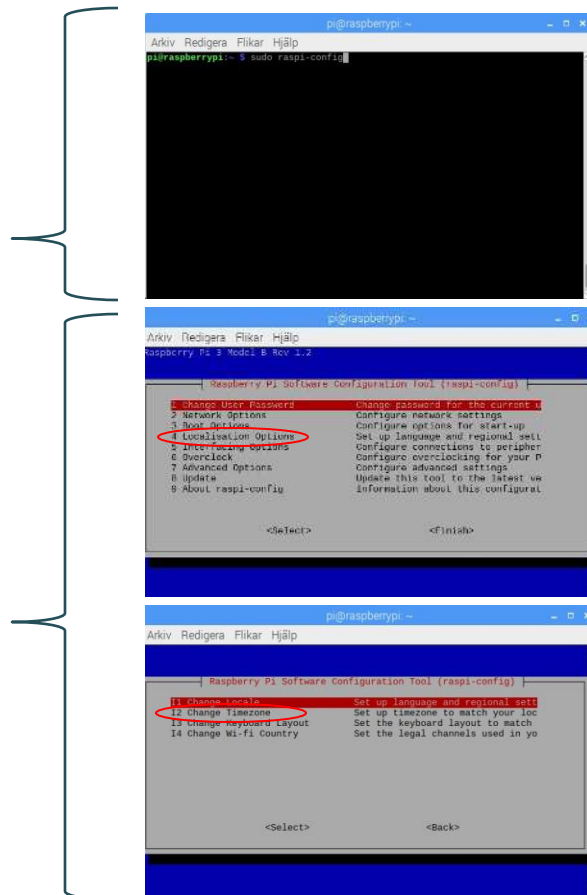 pi@raspberrypi: ~
Arkiv Redigera Flikar Hjälp
pi@raspberrypi:~ $ sudo raspi-config
pi@raspberrypi: ~
Arkiv Redigera Flikar Hjälp
Raspberry Pi 3 Model B Rev 1.2
Raspberry Pi Software Configuration Tool (raspi-config)
1 Change User Password Change password for the current u
2 Network Options Configure network settings
3 Boot Options Configure options for start-up
4 Localisation Options Set up language and regional sett
5 Interfacing Options Configure connections to peripher
6 Overclock Configure overclocking for your P
7 Advanced Options Configure advanced settings
8 Update Update this tool to the latest ve
9 About raspi-config Information about this configurat
<Select> <Finish>
pi@raspberrypi: ~
Arkiv Redigera Flikar Hjälp
Raspberry Pi Software Configuration Tool (raspi-config)
I1 Change Locale Set up language and regional sett
I2 Change Timezone Set up timezone to match your loc
I3 Change Keyboard Layout Set the keyboard layout to match
I4 Change Wi-fi Country Set the legal channels used in yo
<Select> <Back>